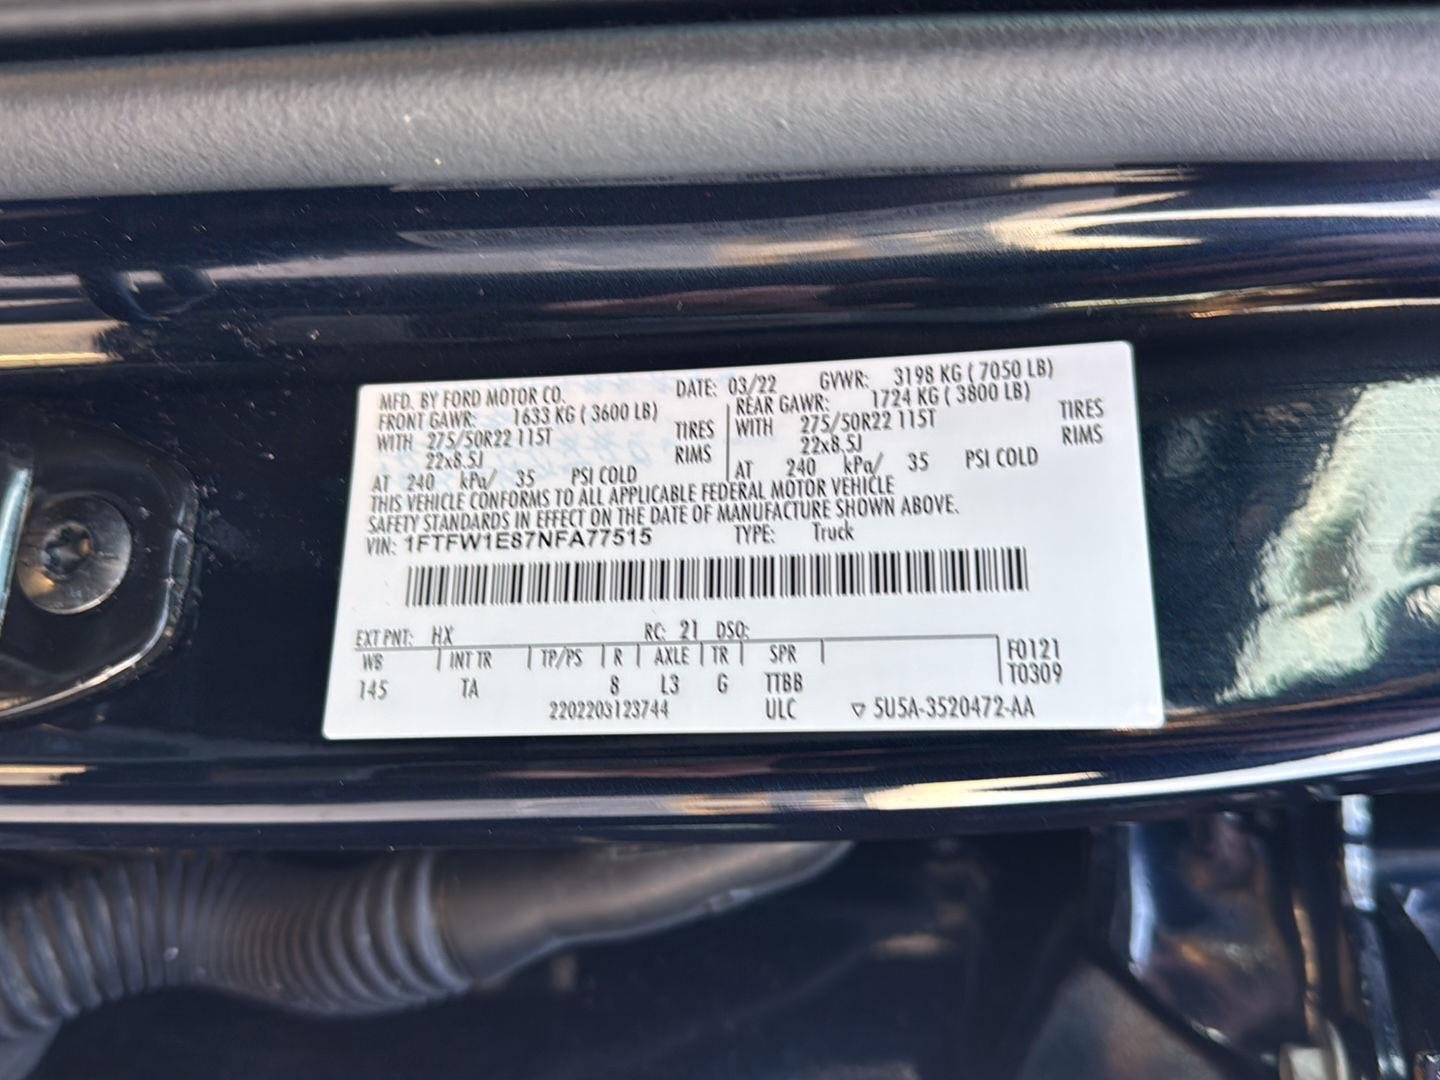 MFD. BY FORD MOTOR CO. DATE: 03/22 GVWR: 3198 KG ( 7050 LB)
FRONT GAWR: 1633 KG ( 3600 LB) REAR GAWR: 1724 KG ( 3800 LB)
WITH 275/50R22 115T TIRES WITH 275/50R22 115T TIRES
22x8.5J RIMS 22x8.5J RIMS
AT 240 kPa/ 35 PSI COLD AT 240 kPa/ 35 PSI COLD
THIS VEHICLE CONFORMS TO ALL APPLICABLE FEDERAL MOTOR VEHICLE
SAFETY STANDARDS IN EFFECT ON THE DATE OF MANUFACTURE SHOWN ABOVE.
VIN: 1FTFW1E87NFA77515 TYPE: Truck
EXT PNT: HX RC: 21 DSO:
WB INT TR TP/PS R AXLE TR SPR F0121
145 TA 8 L3 G TTBB T0309
2202203123744 ULC ▽ 5U5A-3520472-AA